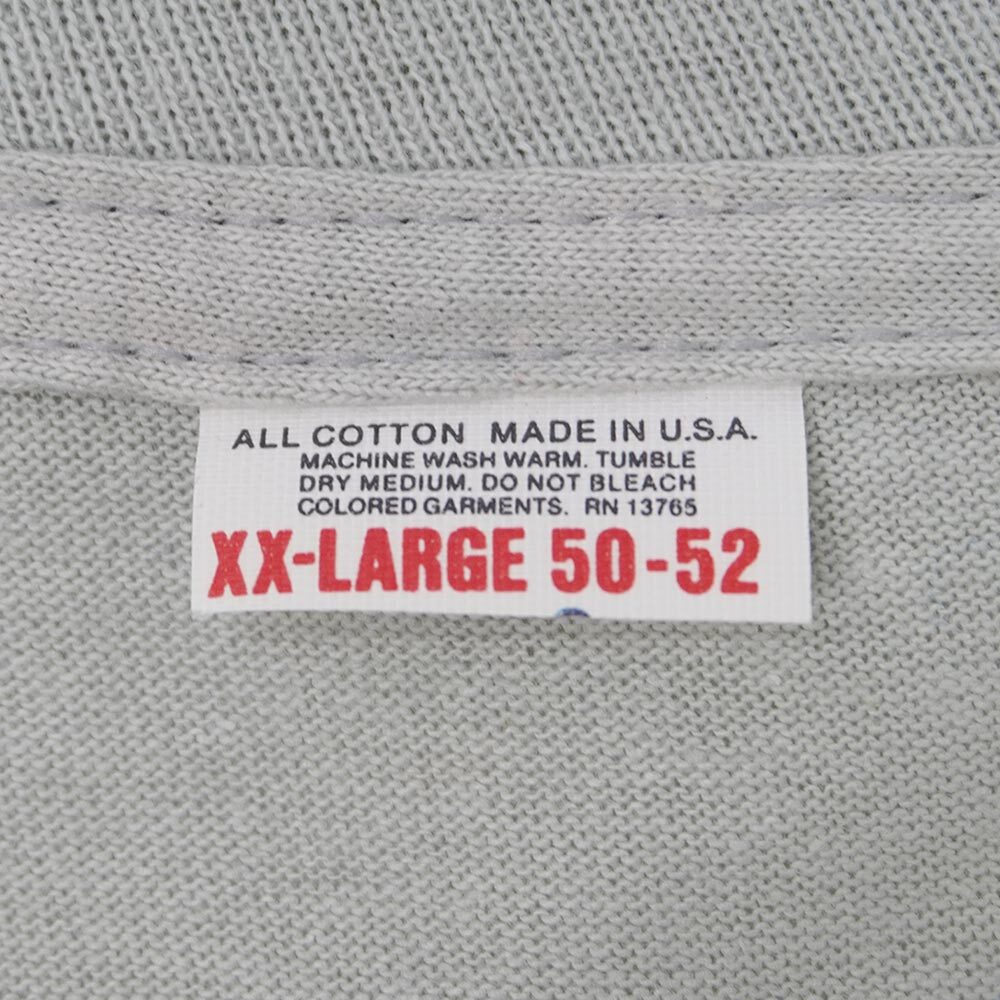 ALL COTTON MADE IN U.S.A.
MACHINE WASH WARM. TUMBLE
DRY MEDIUM. DO NOT BLEACH
COLORED GARMENTS. RN 13765
XX-LARGE 50-52